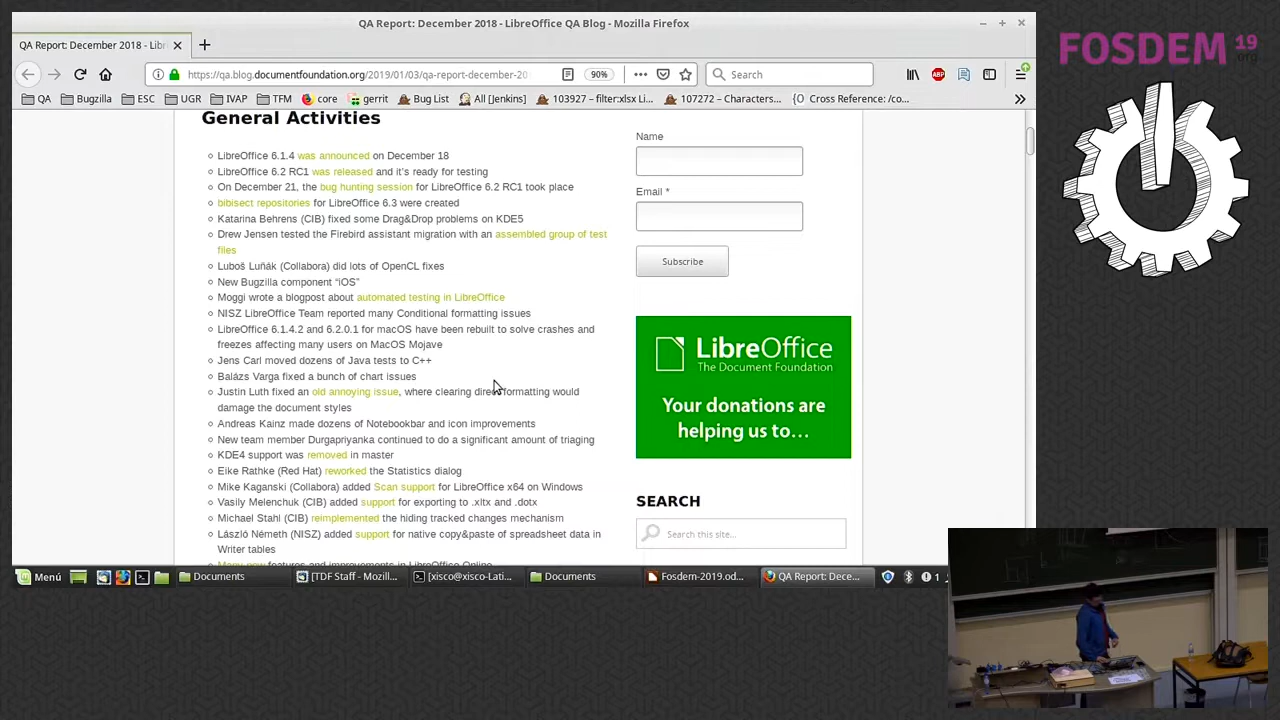 QA Report: December 2018 - LibreOffice QA Blog - Mozilla Firefox
QA Report: December 2018 - Libr
https://qa.blog.documentfoundation.org/2019/01/03/qa-report-december-20
90%
Search
ABP
QA
Bugzilla
ESC
UGR
IVAP
TFM
core
gerrit
Bug List
All [Jenkins]
103927 – filter:xlsx Li...
107272 – Characters...
Cross Reference: /co...
General Activities
LibreOffice 6.1.4 was announced on December 18
LibreOffice 6.2 RC1 was released and it's ready for testing
On December 21, the bug hunting session for LibreOffice 6.2 RC1 took place
bibisect repositories for LibreOffice 6.3 were created
Katarina Behrens (CIB) fixed some Drag&Drop problems on KDE5
Drew Jensen tested the Firebird assistant migration with an assembled group of test
files
Luboš Luňák (Collabora) did lots of OpenCL fixes
New Bugzilla component “iOS”
Moggi wrote a blogpost about automated testing in LibreOffice
NISZ LibreOffice Team reported many Conditional formatting issues
LibreOffice 6.1.4.2 and 6.2.0.1 for macOS have been rebuilt to solve crashes and
freezes affecting many users on MacOS Mojave
Jens Carl moved dozens of Java tests to C++
Balázs Varga fixed a bunch of chart issues
Justin Luth fixed an old annoying issue, where clearing direct formatting would
damage the document styles
Andreas Kainz made dozens of Notebookbar and icon improvements
New team member Durgapriyanka continued to do a significant amount of triaging
KDE4 support was removed in master
Eike Rathke (Red Hat) reworked the Statistics dialog
Mike Kaganski (Collabora) added Scan support for LibreOffice x64 on Windows
Vasily Melenchuk (CIB) added support for exporting to .xltx and .dotx
Michael Stahl (CIB) reimplemented the hiding tracked changes mechanism
László Németh (NISZ) added support for native copy&paste of spreadsheet data in
Writer tables
Many new features and improvements in LibreOffice Online
Name
Email *
Subscribe
LibreOffice
The Document Foundation
Your donations are
helping us to...
SEARCH
Search this site...
Menú
Documents
[TDF Staff - Mozill...
[xisco@xisco-Lati...
Documents
Fosdem-2019.od...
QA Report: Dece...
1
FOSDEM 19
.org